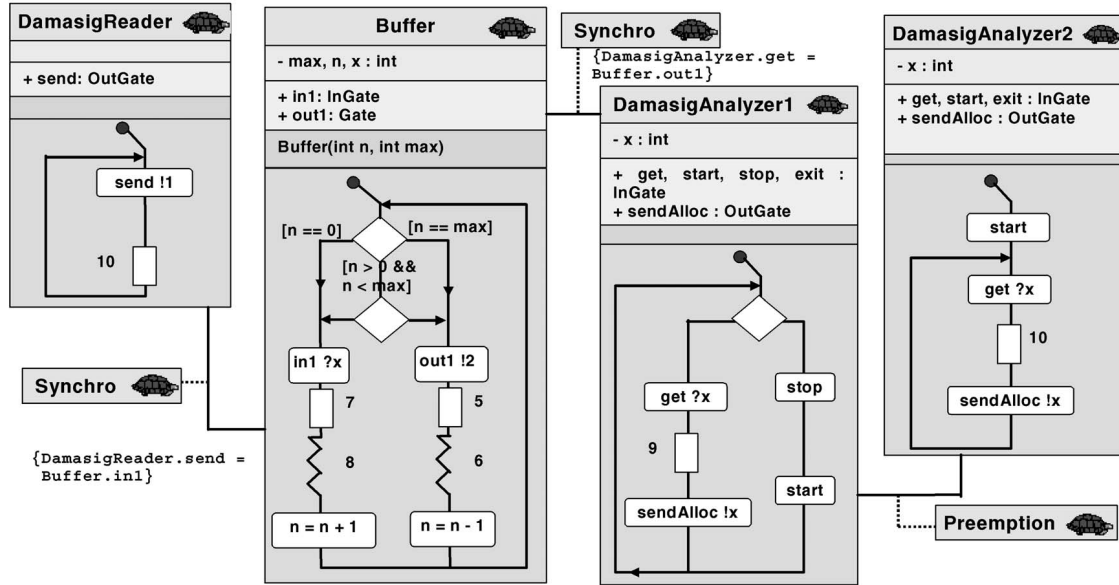 DamasigReader
+ send: OutGate
send !1
10
Synchro
{DamasigReader.send =
Buffer.in1}
Buffer
- max, n, x : int
+ in1: InGate
+ out1: Gate
Buffer(int n, int max)
[n == 0]
[n == max]
[n > 0 &&
n < max]
in1 ?x
out1 !2
7
5
8
6
n = n + 1
n = n - 1
Synchro
{DamasigAnalyzer.get =
Buffer.out1}
DamasigAnalyzer1
- x : int
+ get, start, stop, exit :
InGate
+ sendAlloc : OutGate
get ?x
stop
9
sendAlloc !x
start
DamasigAnalyzer2
- x : int
+ get, start, exit : InGate
+ sendAlloc : OutGate
start
get ?x
10
sendAlloc !x
Preemption